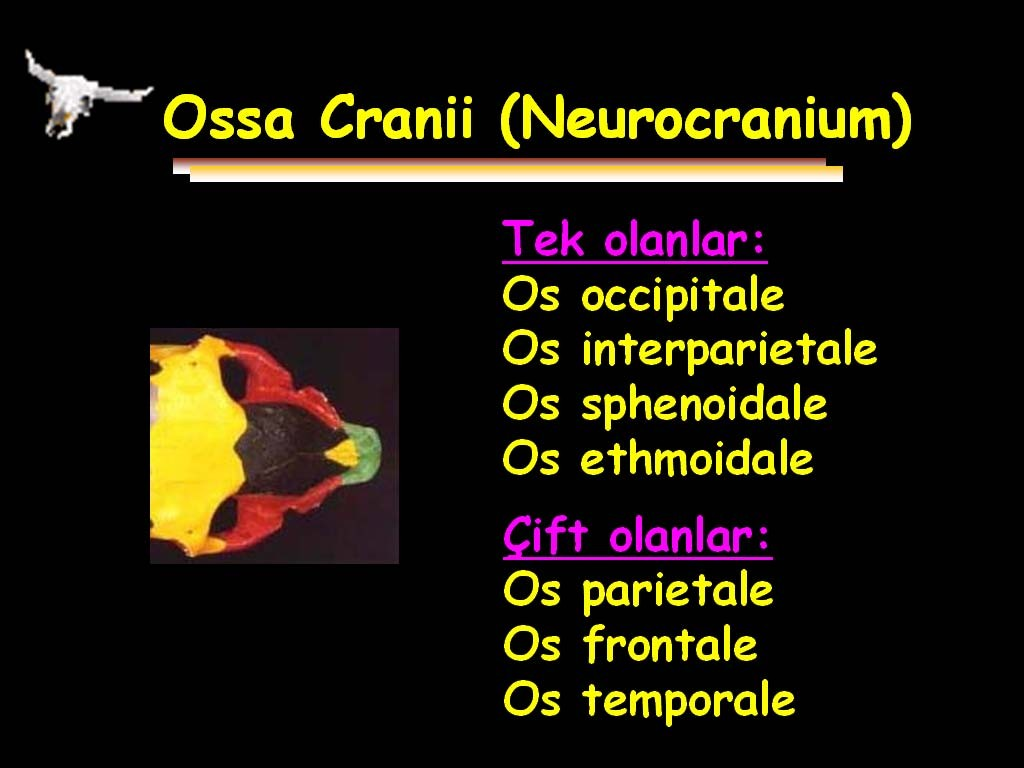 Ossa Cranii (Neurocranium)
Tek olanlar:
Os occipitale
Os interparietale
Os sphenoidale
Os ethmoidale
Çift olanlar:
Os parietale
Os frontale
Os temporale